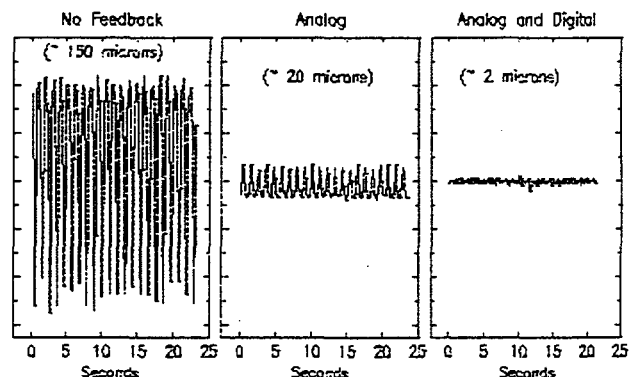 No Feedback
(~ 150 microns)
0 5 10 15 20 25
Seconds
Analog
(~ 20 microns)
0 5 10 15 20 25
Seconds
Analog and Digital
(~ 2 microns)
0 5 10 15 20 25
Seconds